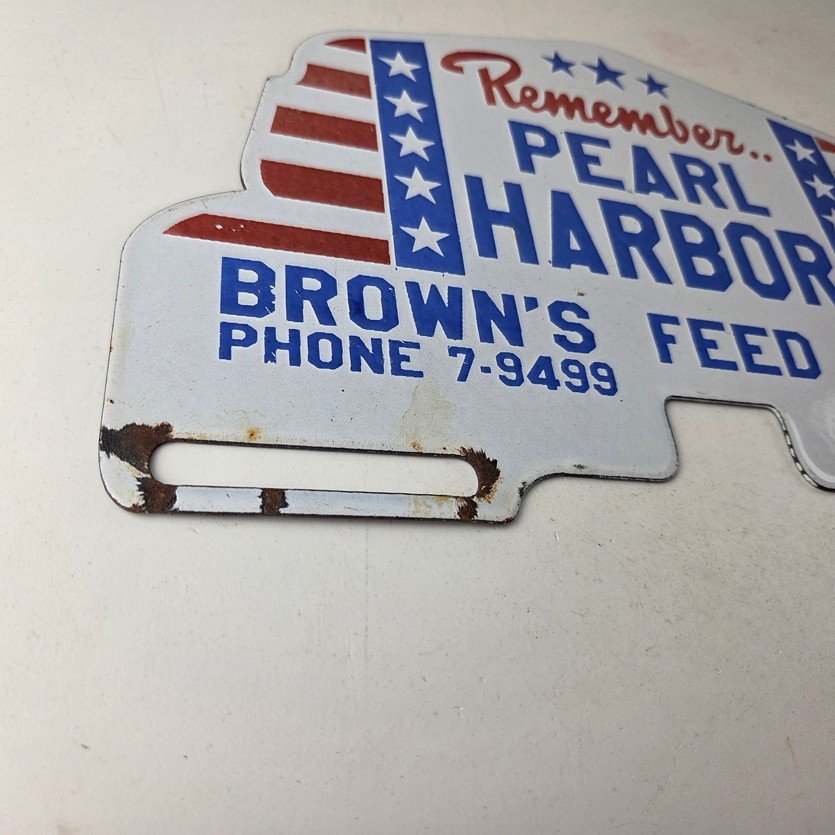 Remember..
PEARL
HARBOR
BROWN'S FEED
PHONE 7-9499